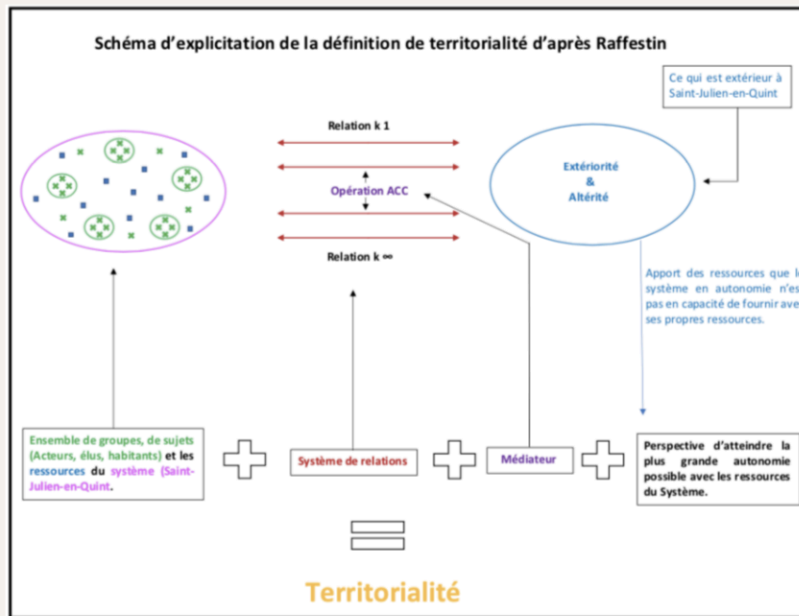 Schéma d'explicitation de la définition de territorialité d'après Raffestin
Ce qui est extérieur à
Saint-Julien-en-Quint
Relation k 1
Opération ACC
Relation k ∞
Extériorité
&
Altérité
Apport des ressources que
système en autonomie
pas en capacité de fournir
ses propres ressources.
Ensemble de groupes, de sujets
(Acteurs, élus, habitants) et les
ressources du système (Saint-
Julien-en-Quint.
Système de relations
Médiateur
Perspective d'atteindre la
plus grande autonomie
possible avec les ressources
du Système.
Territorialité